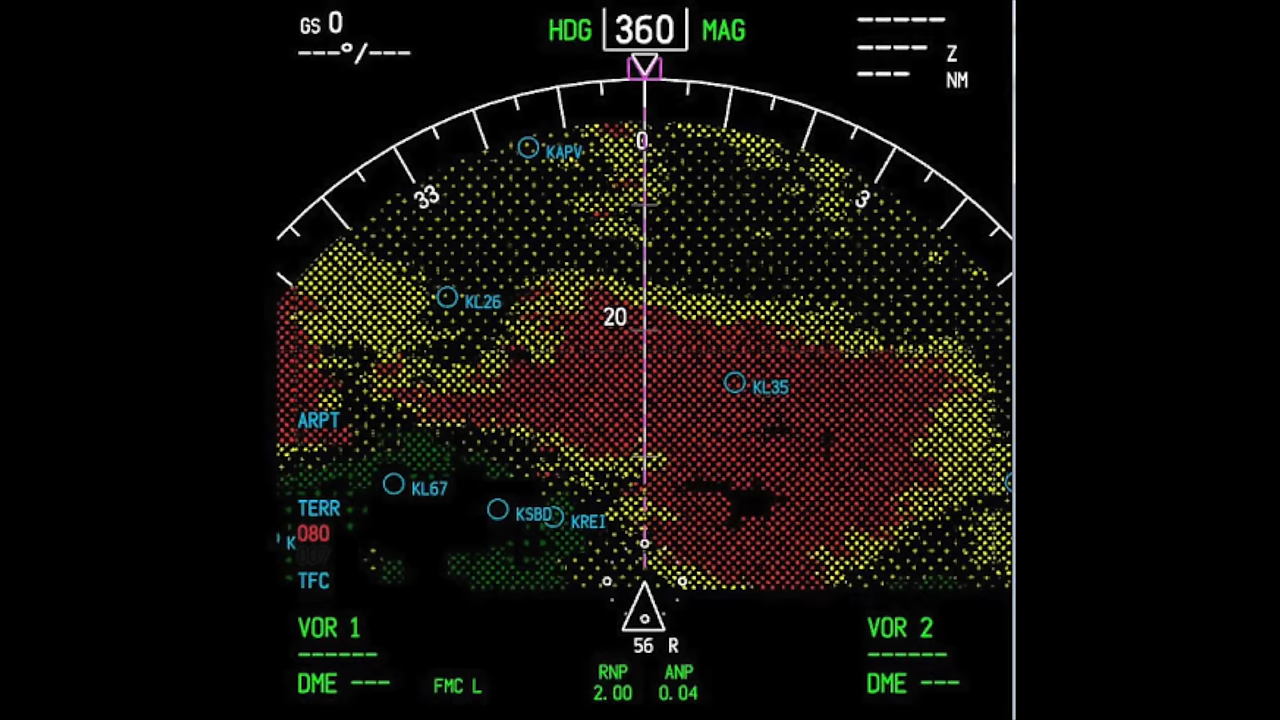 GS 0
HDG 360 MAG
-----
---°/---
---- Z
--- NM
0
KAPV
33
3
KL26
20
KL35
ARPT
KL67
TERR
KSBD
KREI
080
K
TFC
VOR 1
VOR 2
------
------
56 R
RNP
ANP
DME ---
FMC L
2.00
0.04
DME ---